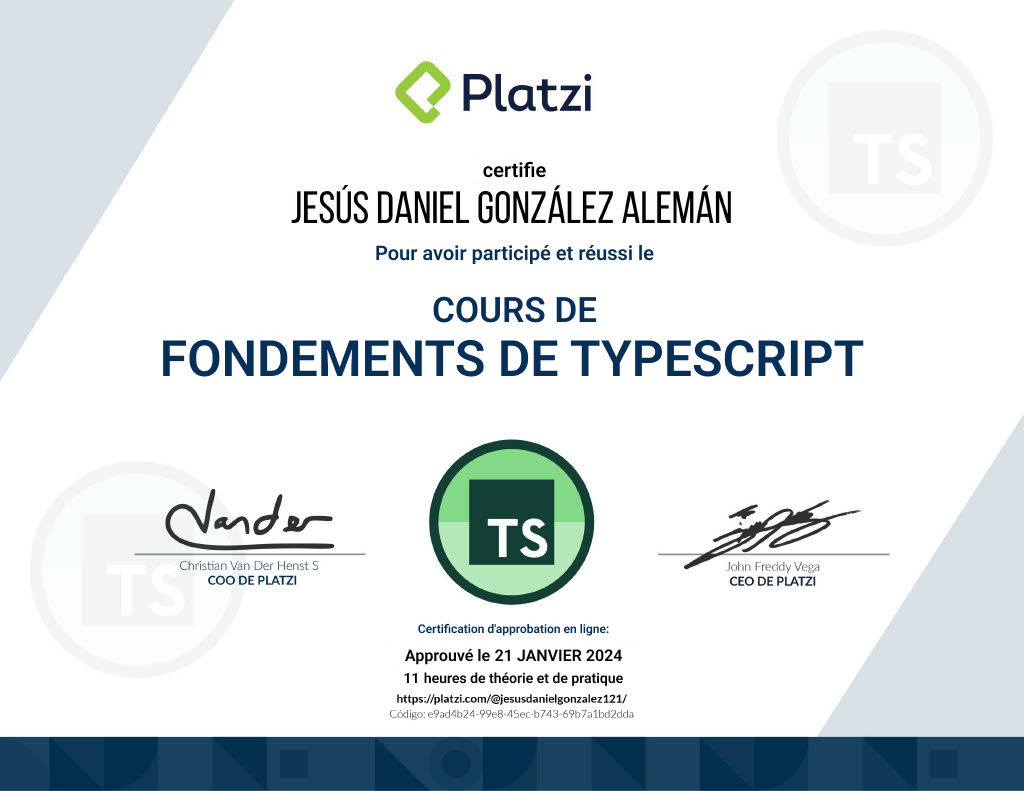 Platzi
TS
certifie
JESÚS DANIEL GONZÁLEZ ALEMÁN
Pour avoir participé et réussi le
COURS DE
FONDEMENTS DE TYPESCRIPT
Vander
TS
TS
Christian Van Der Henst S
COO DE PLATZI
John Freddy Vega
CEO DE PLATZI
Certification d'approbation en ligne:
Approuvé le 21 JANVIER 2024
11 heures de théorie et de pratique
https://platzi.com/@jesusdanielgonzalez121/
Código: e9ad4b24-99e8-45ec-b743-69b7a1bd2dda